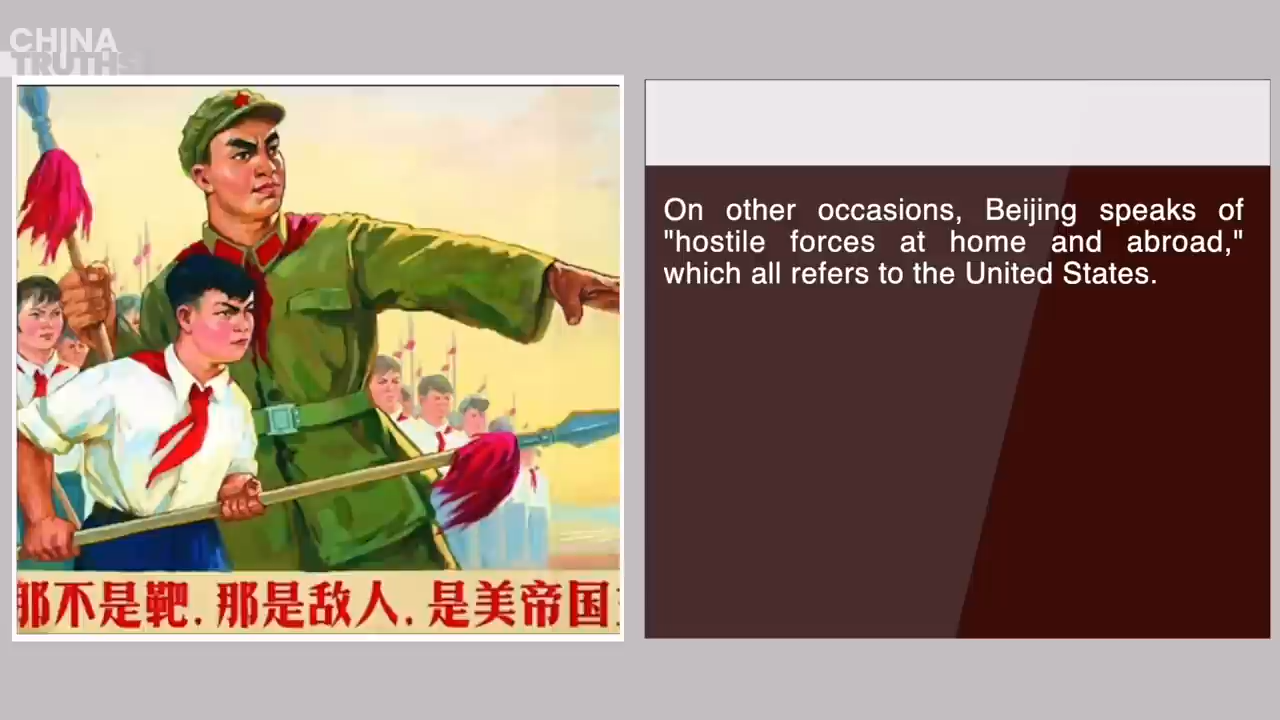 CHINA
TRUTHS
那不是靶.那是敌人.是美帝国
On other occasions, Beijing speaks of
"hostile forces at home and abroad,"
which all refers to the United States.